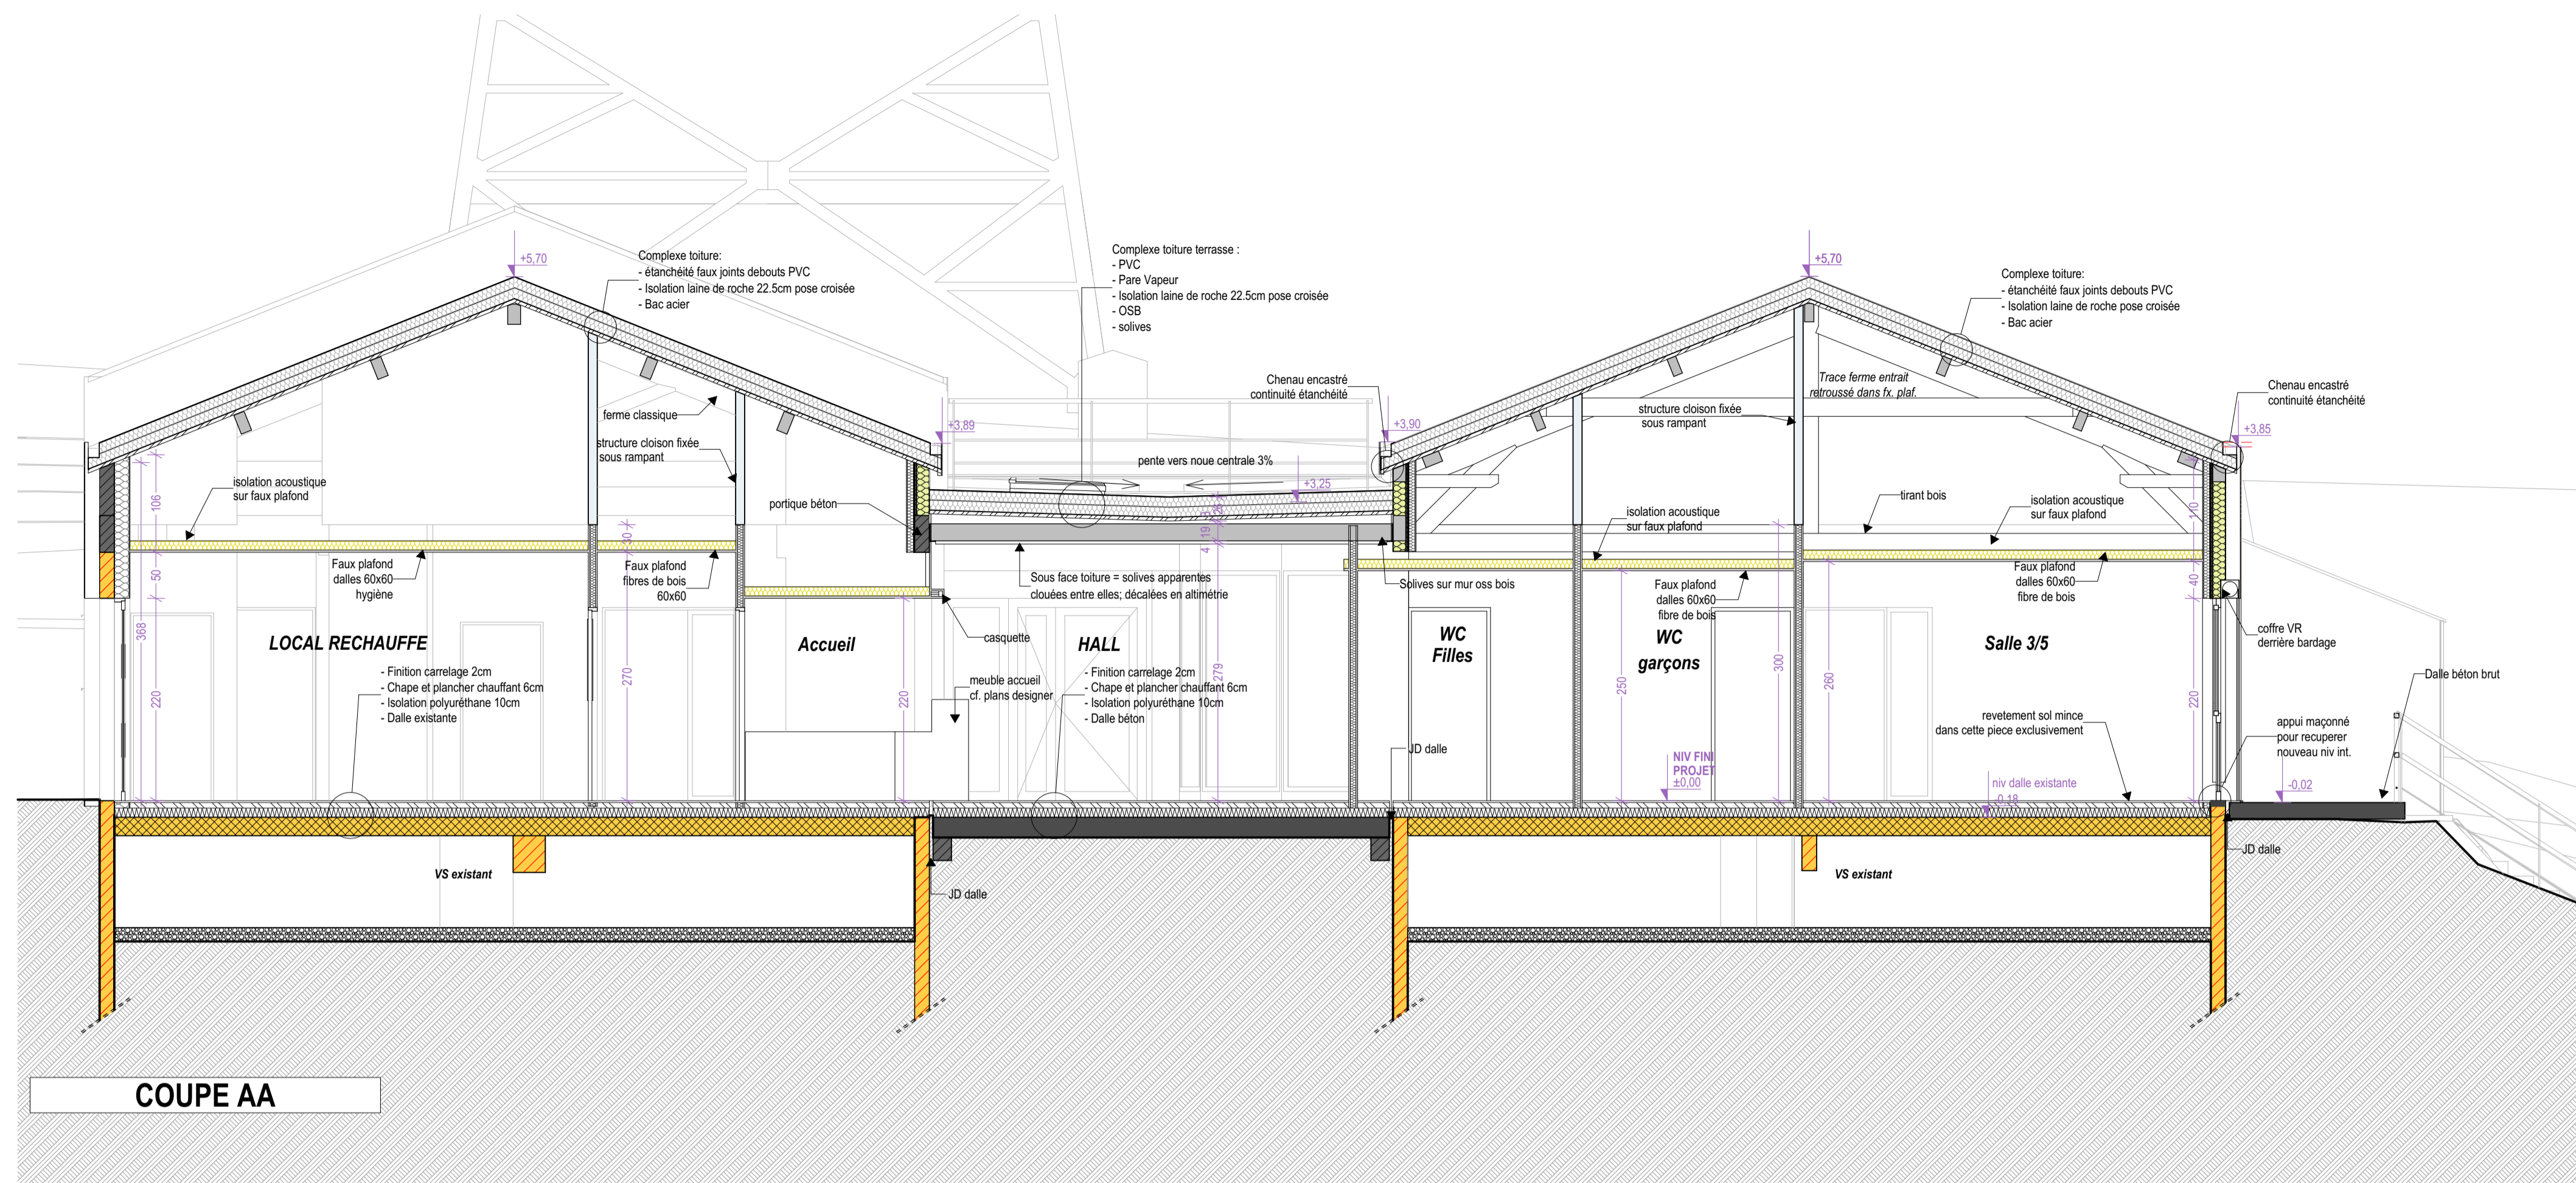 +5,70
Complexe toiture:
- étanchéité faux joints debouts PVC
- Isolation laine de roche 22.5cm pose croisée
- Bac acier
Complexe toiture terrasse :
- PVC
- Pare Vapeur
- Isolation laine de roche 22.5cm pose croisée
- OSB
- solives
+5,70
Complexe toiture:
- étanchéité faux joints debouts PVC
- Isolation laine de roche pose croisée
- Bac acier
ferme classique
structure cloison fixée
sous rampant
+3,89
Chenau encastré
continuité étanchéité
+3,90
pente vers noue centrale 3%
+3,25
structure cloison fixée
sous rampant
Trace ferme entrait
retroussé dans fx. plaf.
Chenau encastré
continuité étanchéité
+3,85
isolation acoustique
sur faux plafond
portique béton
isolation acoustique
sur faux plafond
tirant bois
isolation acoustique
sur faux plafond
106
50
368
220
30
270
220
26
19
4
279
250
300
260
110
40
220
Faux plafond
dalles 60x60
hygiène
Faux plafond
fibres de bois
60x60
Sous face toiture = solives apparentes
clouées entre elles; décalées en altimétrie
Solives sur mur oss bois
Faux plafond
dalles 60x60
fibre de bois
Faux plafond
dalles 60x60
fibre de bois
casquette
coffre VR
derrière bardage
LOCAL RECHAUFFE
Accueil
HALL
WC
Filles
WC
garçons
Salle 3/5
- Finition carrelage 2cm
- Chape et plancher chauffant 6cm
- Isolation polyuréthane 10cm
- Dalle existante
meuble accueil
cf. plans designer
- Finition carrelage 2cm
- Chape et plancher chauffant 6cm
- Isolation polyuréthane 10cm
- Dalle béton
JD dalle
NIV FINI
PROJET
±0,00
revetement sol mince
dans cette piece exclusivement
niv dalle existante
-0,18
appui maçonné
pour recuperer
nouveau niv int.
Dalle béton brut
-0,02
VS existant
JD dalle
VS existant
JD dalle
COUPE AA